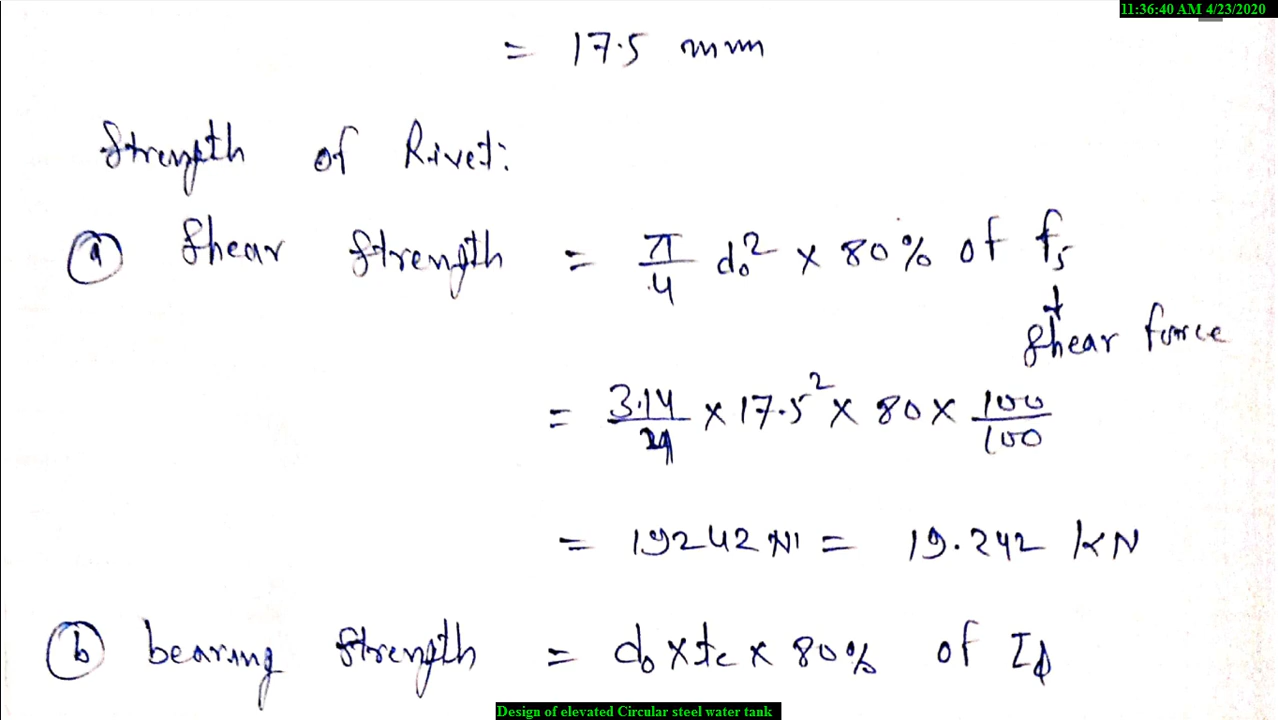 11:36:40 AM 4/23/2020
= 17.5 mm
Strength of Rivet:
(a) Shear Strength = π/4 d₀² × 80% of fs
↓
Shear force
= 3.14/4 × 17.5² × 80 × 100/100
= 19242 N = 19.242 kN
(b) bearing Strength = d₀ × tc × 80% of
Design of elevated Circular steel water tank